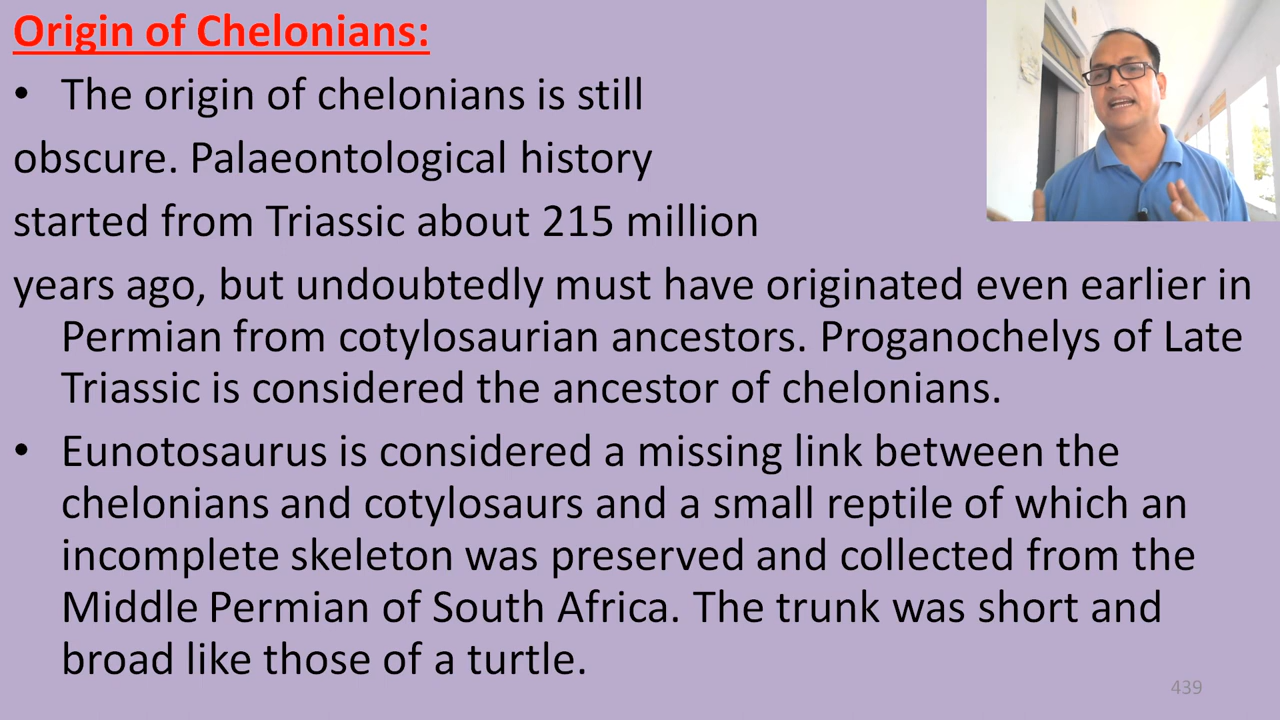 Origin of Chelonians:
• The origin of chelonians is still
obscure. Palaeontological history
started from Triassic about 215 million
years ago, but undoubtedly must have originated even earlier in
Permian from cotylosaurian ancestors. Proganochelys of Late
Triassic is considered the ancestor of chelonians.
• Eunotosaurus is considered a missing link between the
chelonians and cotylosaurs and a small reptile of which an
incomplete skeleton was preserved and collected from the
Middle Permian of South Africa. The trunk was short and
broad like those of a turtle.
439